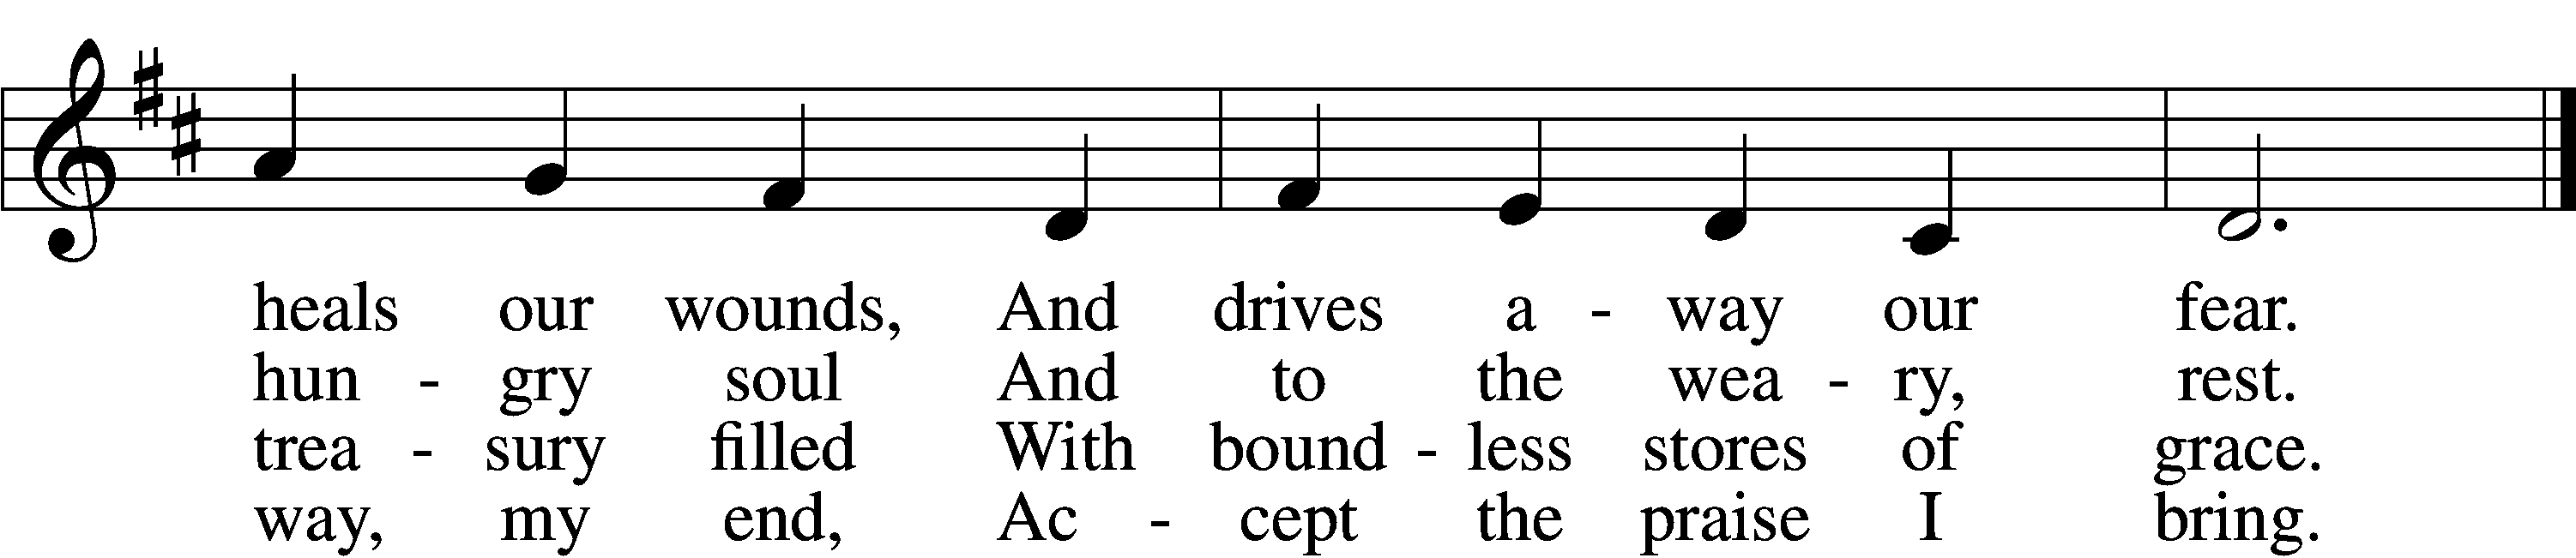 heals our wounds, And drives a - way our fear.
hun - gry soul And to the wea - ry, rest.
trea - sury filled With bound - less stores of grace.
way, my end, Ac - cept the praise I bring.